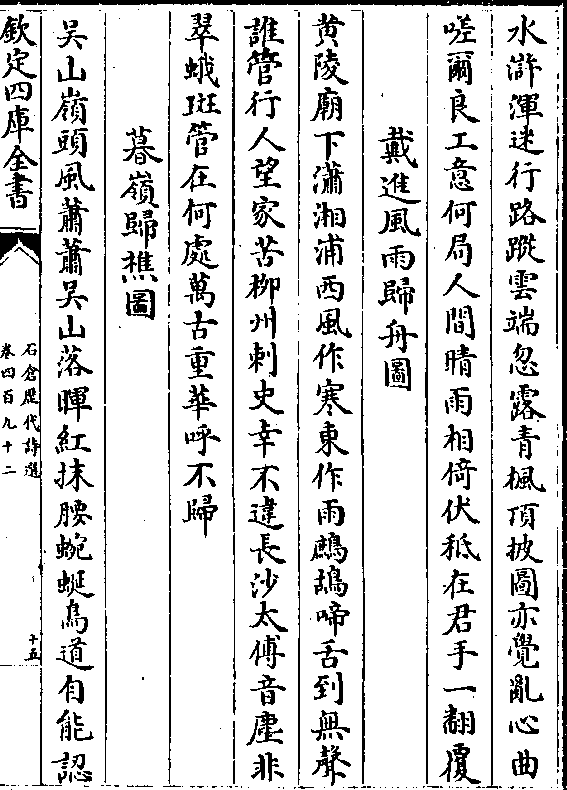 水滸渾迷行路蹤雲端忽露青楓頂披圖亦覺亂心曲
嗟爾良工意何局人間晴雨相倚伏秪在君手一翻覆
戴進風雨歸舟圖
黄陵廟下瀟湘浦西風作寒東作雨鷓鴣啼舌到無聲
誰管行人望家苦柳州刺史幸不違長沙太傅音塵非
翠蛾斑管在何處萬古重華呼不歸
暮嶺歸樵圖
吴山嶺頭風蕭蕭吴山落暉紅抹腰蜿蜒鳥道自能認
欽定四庫全書
石倉歷代詩選
卷四百九十二
十五